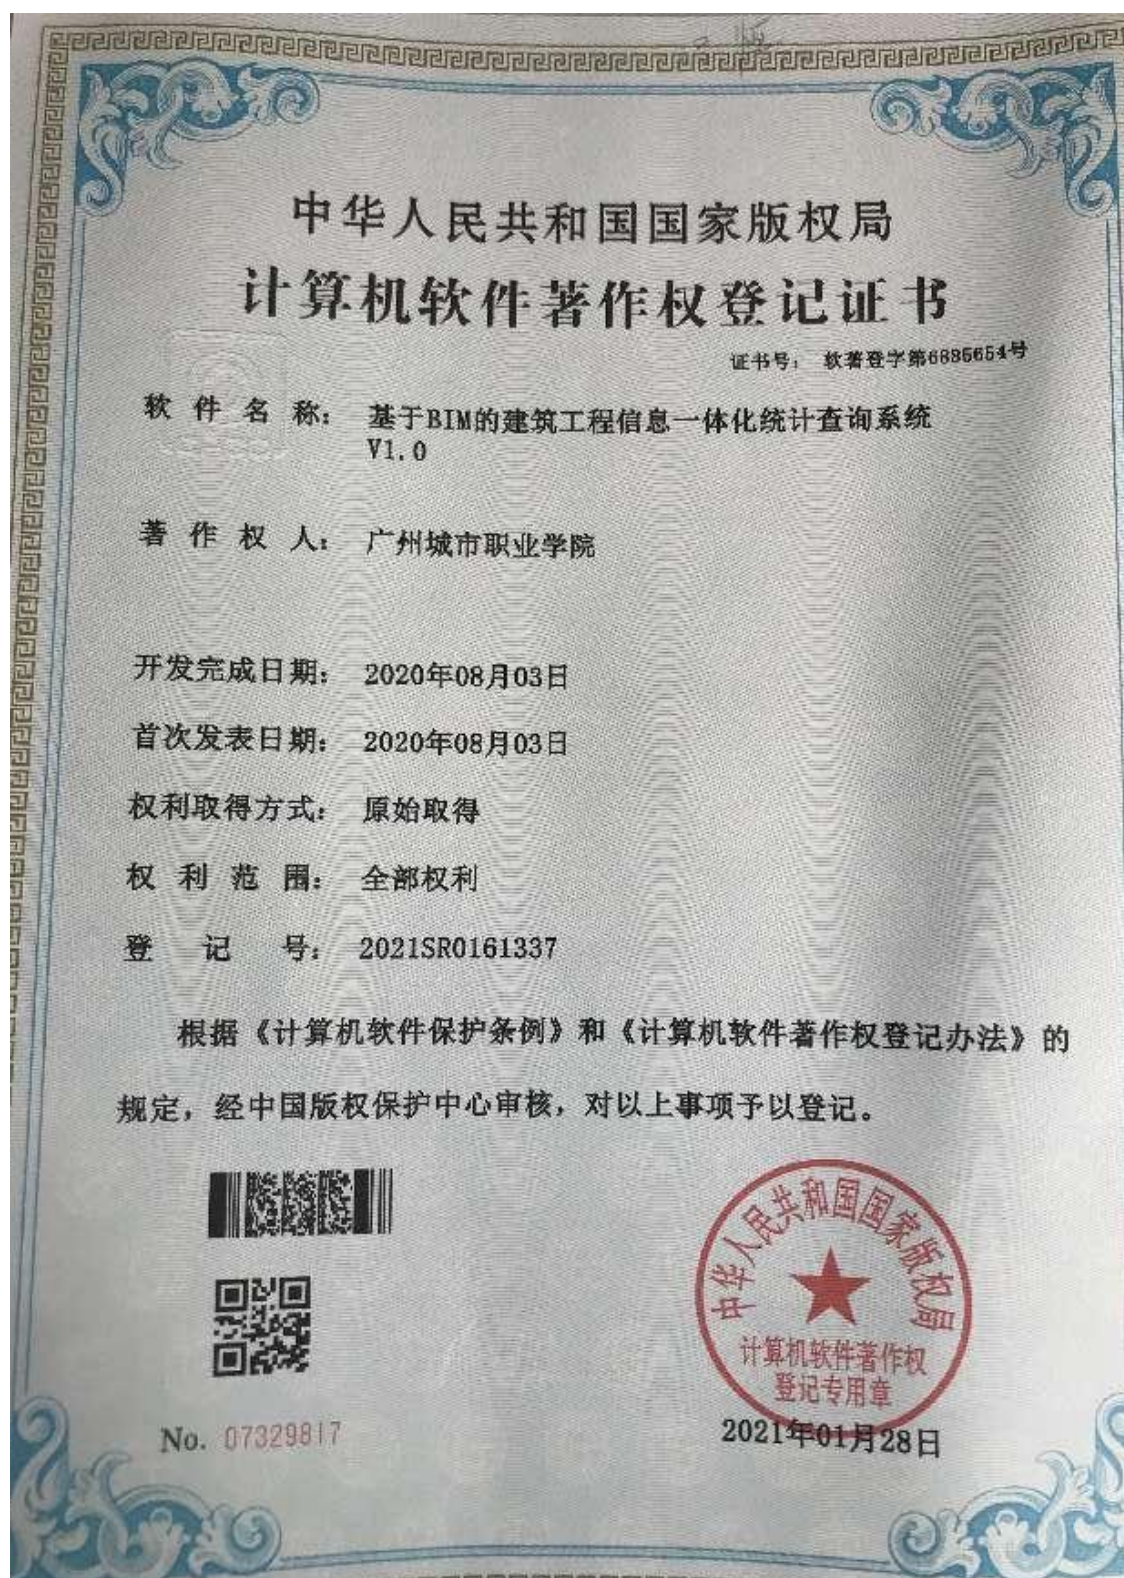 中华人民共和国国家版权局
计算机软件著作权登记证书
证书号： 软著登字第6885654号
软件名称： 基于BIM的建筑工程信息一体化统计查询系统
V1.0
著作权人： 广州城市职业学院
开发完成日期： 2020年08月03日
首次发表日期： 2020年08月03日
权利取得方式： 原始取得
权利范围： 全部权利
登记号： 2021SR0161337
根据《计算机软件保护条例》和《计算机软件著作权登记办法》的
规定，经中国版权保护中心审核，对以上事项予以登记。
中华人民共和国国家版权局
计算机软件著作权
登记专用章
No. 07329817
2021年01月28日